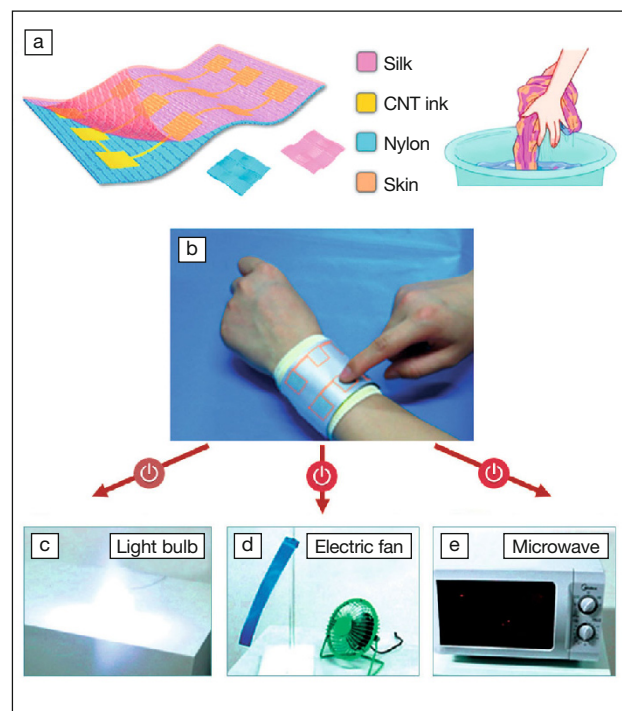 a
Silk
CNT ink
Nylon
Skin
b
c
Light bulb
d
Electric fan
e
Microwave